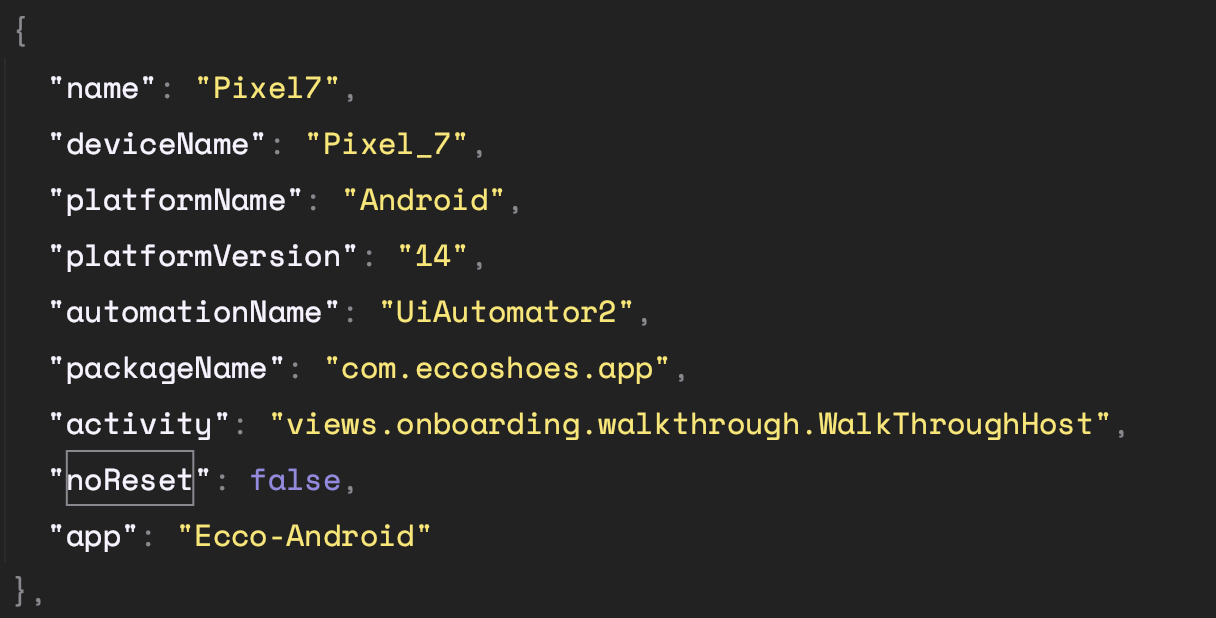 {
"name": "Pixel7",
"deviceName": "Pixel_7",
"platformName": "Android",
"platformVersion": "14",
"automationName": "UiAutomator2",
"packageName": "com.eccoshoes.app",
"activity": "views.onboarding.walkthrough.WalkThroughHost",
"noReset": false,
"app": "Ecco-Android"
},